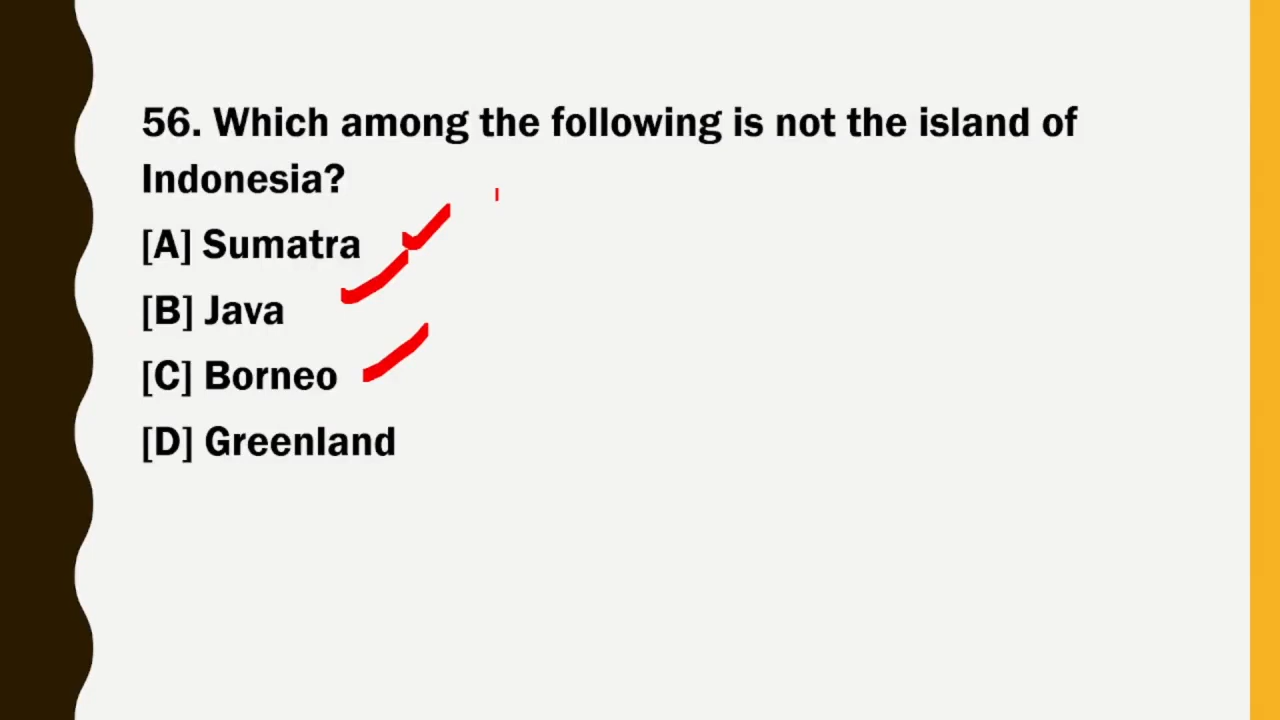 56. Which among the following is not the island of
Indonesia?
[A] Sumatra
[B] Java
[C] Borneo
[D] Greenland